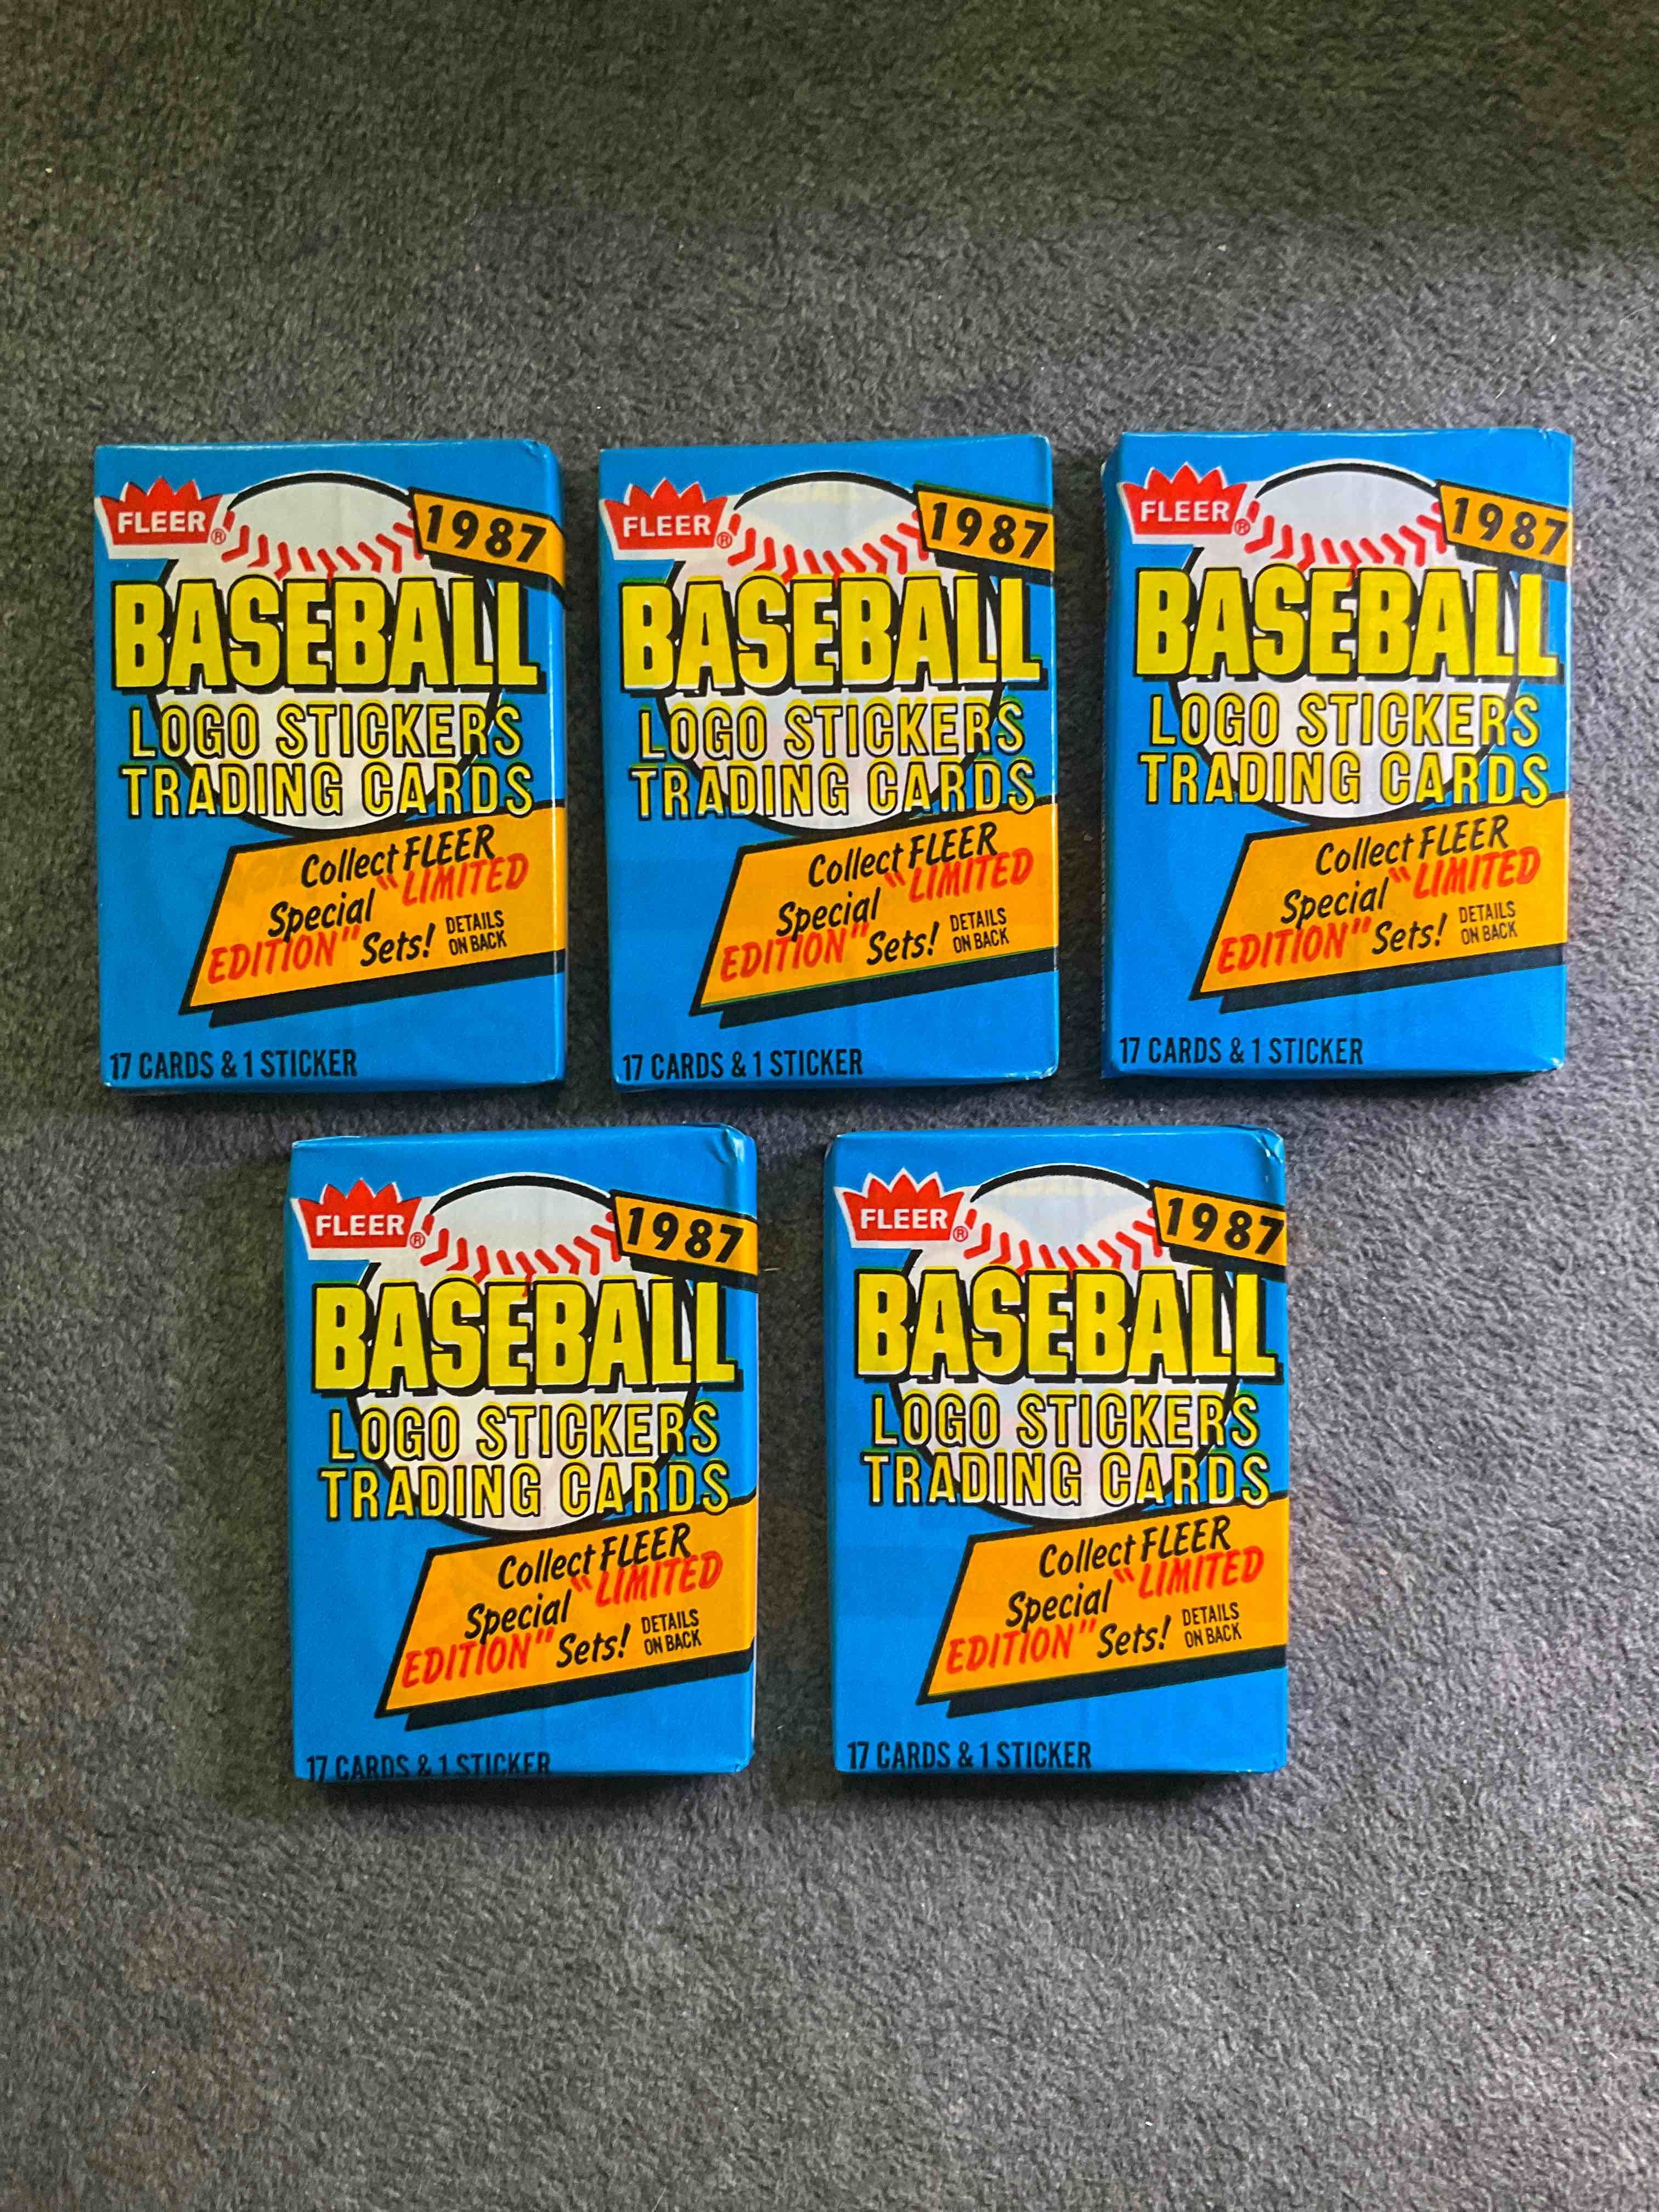 FLEER®
1987
BASEBALL
LOGO STICKERS
TRADING CARDS
Collect FLEER
Special "LIMITED
EDITION" Sets! DETAILS
ON BACK
17 CARDS & 1 STICKER
FLEER®
1987
BASEBALL
LOGO STICKERS
TRADING CARDS
Collect FLEER
Special "LIMITED
EDITION" Sets! DETAILS
ON BACK
17 CARDS & 1 STICKER
FLEER®
1987
BASEBALL
LOGO STICKERS
TRADING CARDS
Collect FLEER
Special "LIMITED
EDITION" Sets! DETAILS
ON BACK
17 CARDS & 1 STICKER
FLEER®
1987
BASEBALL
LOGO STICKERS
TRADING CARDS
Collect FLEER
Special "LIMITED
EDITION" Sets! DETAILS
ON BACK
17 CARDS & 1 STICKER
FLEER®
1987
BASEBALL
LOGO STICKERS
TRADING CARDS
Collect FLEER
Special "LIMITED
EDITION" Sets! DETAILS
ON BACK
17 CARDS & 1 STICKER